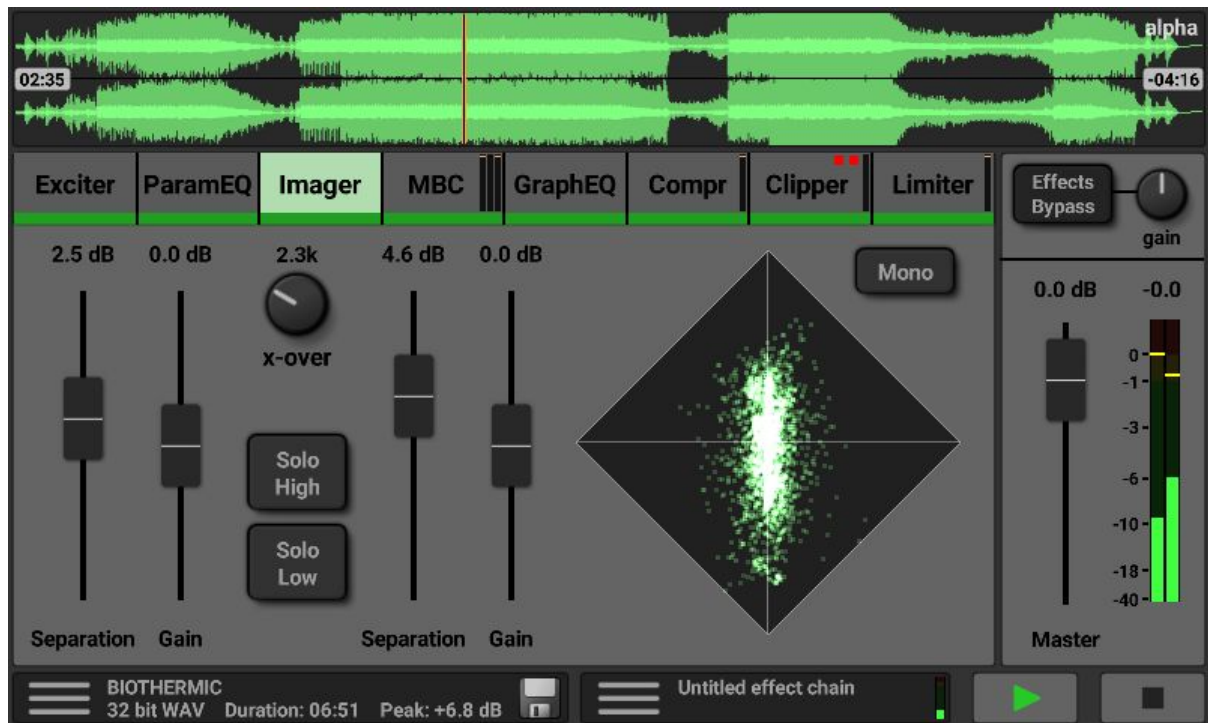 alpha
02:35
-04:16
Exciter ParamEQ Imager MBC GraphEQ Compr Clipper Limiter
Effects
Bypass
gain
2.5 dB 0.0 dB 2.3k 4.6 dB 0.0 dB
Mono
x-over
Solo
High
Solo
Low
Separation Gain Separation Gain
0.0 dB -0.0
0
-1
-3
-6
-10
-18
-40
Master
BIOTHERMIC
32 bit WAV Duration: 06:51 Peak: +6.8 dB
Untitled effect chain